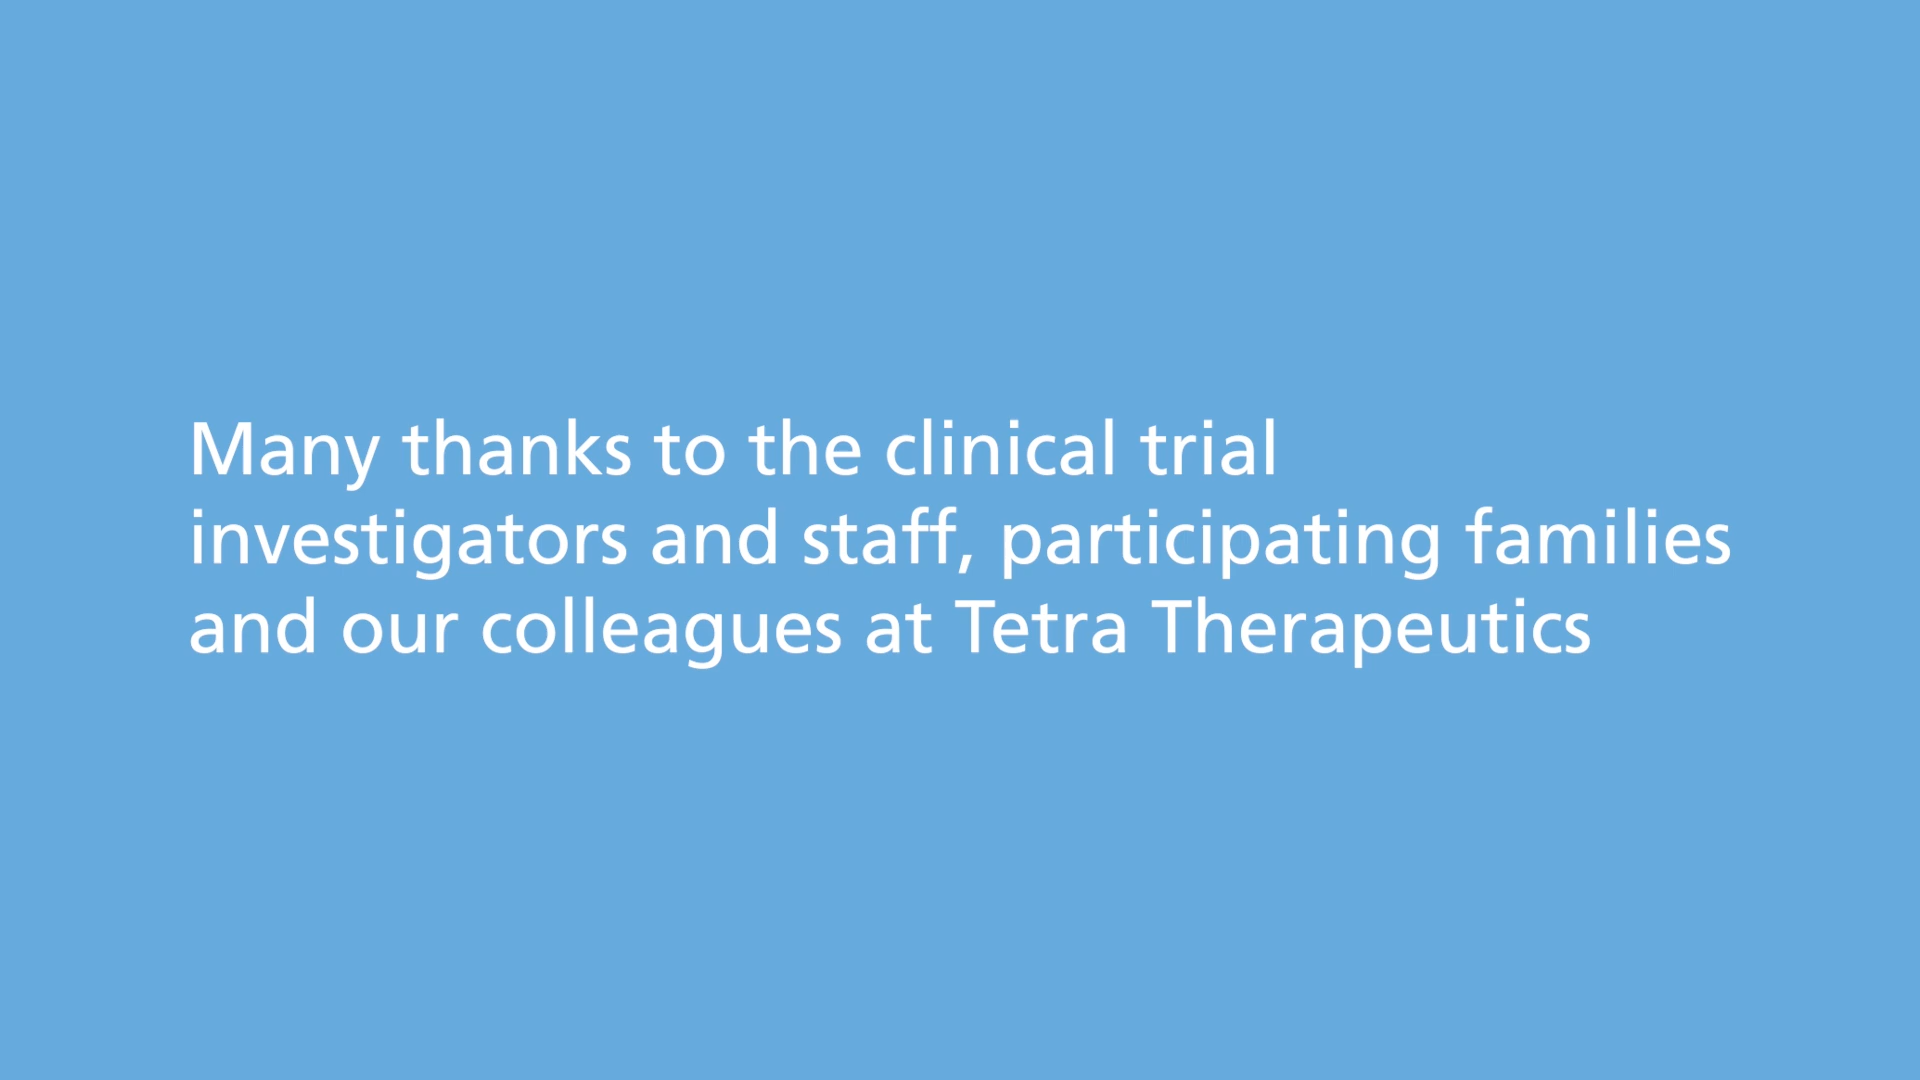 Many thanks to the clinical trial
investigators and staff, participating families
and our colleagues at Tetra Therapeutics